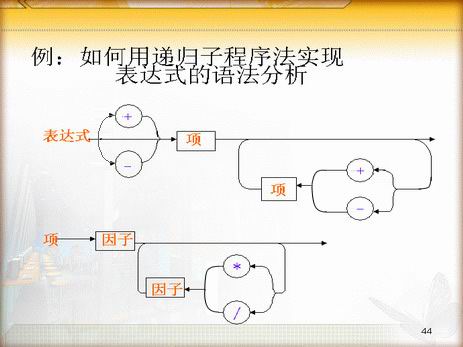 例：如何用递归子程序法实现
表达式的语法分析
+
表达式
项
-
+
项
-
项
因子
*
因子
/
44